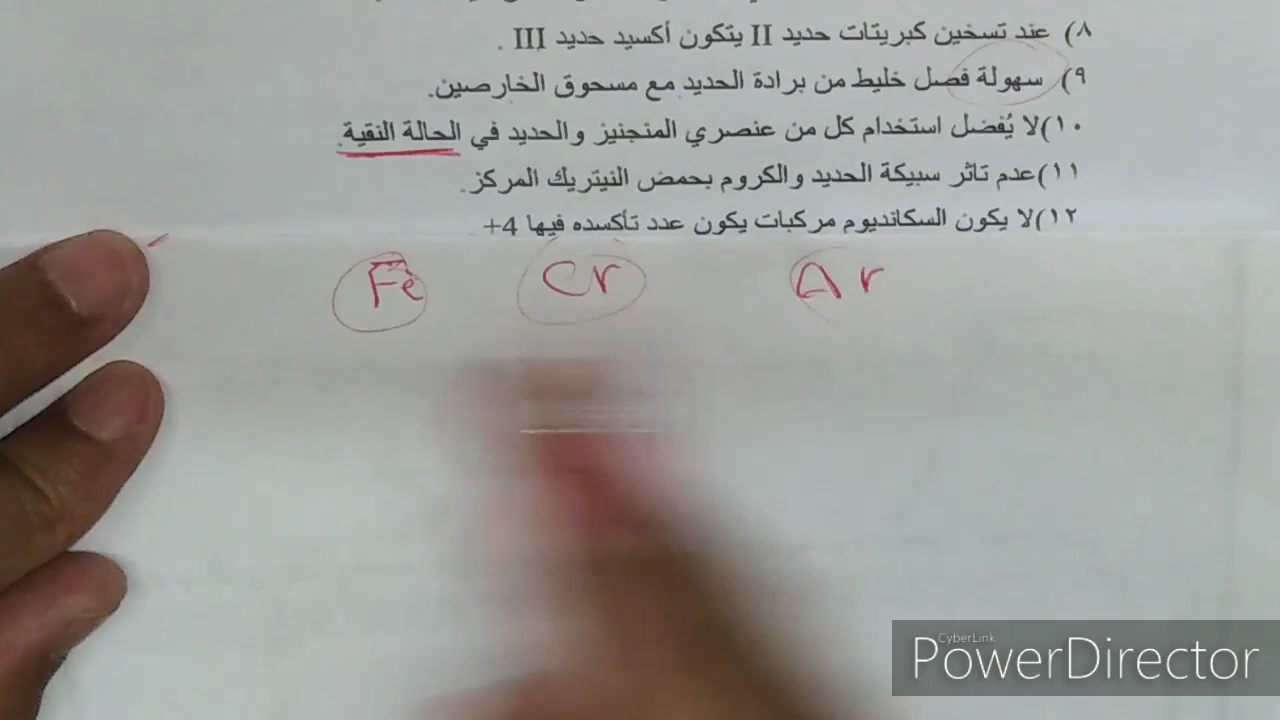 ٨) عند تسخين كبريتات حديد II يتكون أكسيد حديد III .
٩) سهولة فصل خليط من برادة الحديد مع مسحوق الخارصين.
١٠)لا يُفضل استخدام كل من عنصري المنجنيز والحديد في الحالة النقية.
١١)عدم تاثر سبيكة الحديد والكروم بحمض النيتريك المركز.
١٢)لا يكون السكانديوم مركبات يكون عدد تأكسده فيها 4+
Fe Cr Ar
CyberLink
PowerDirector